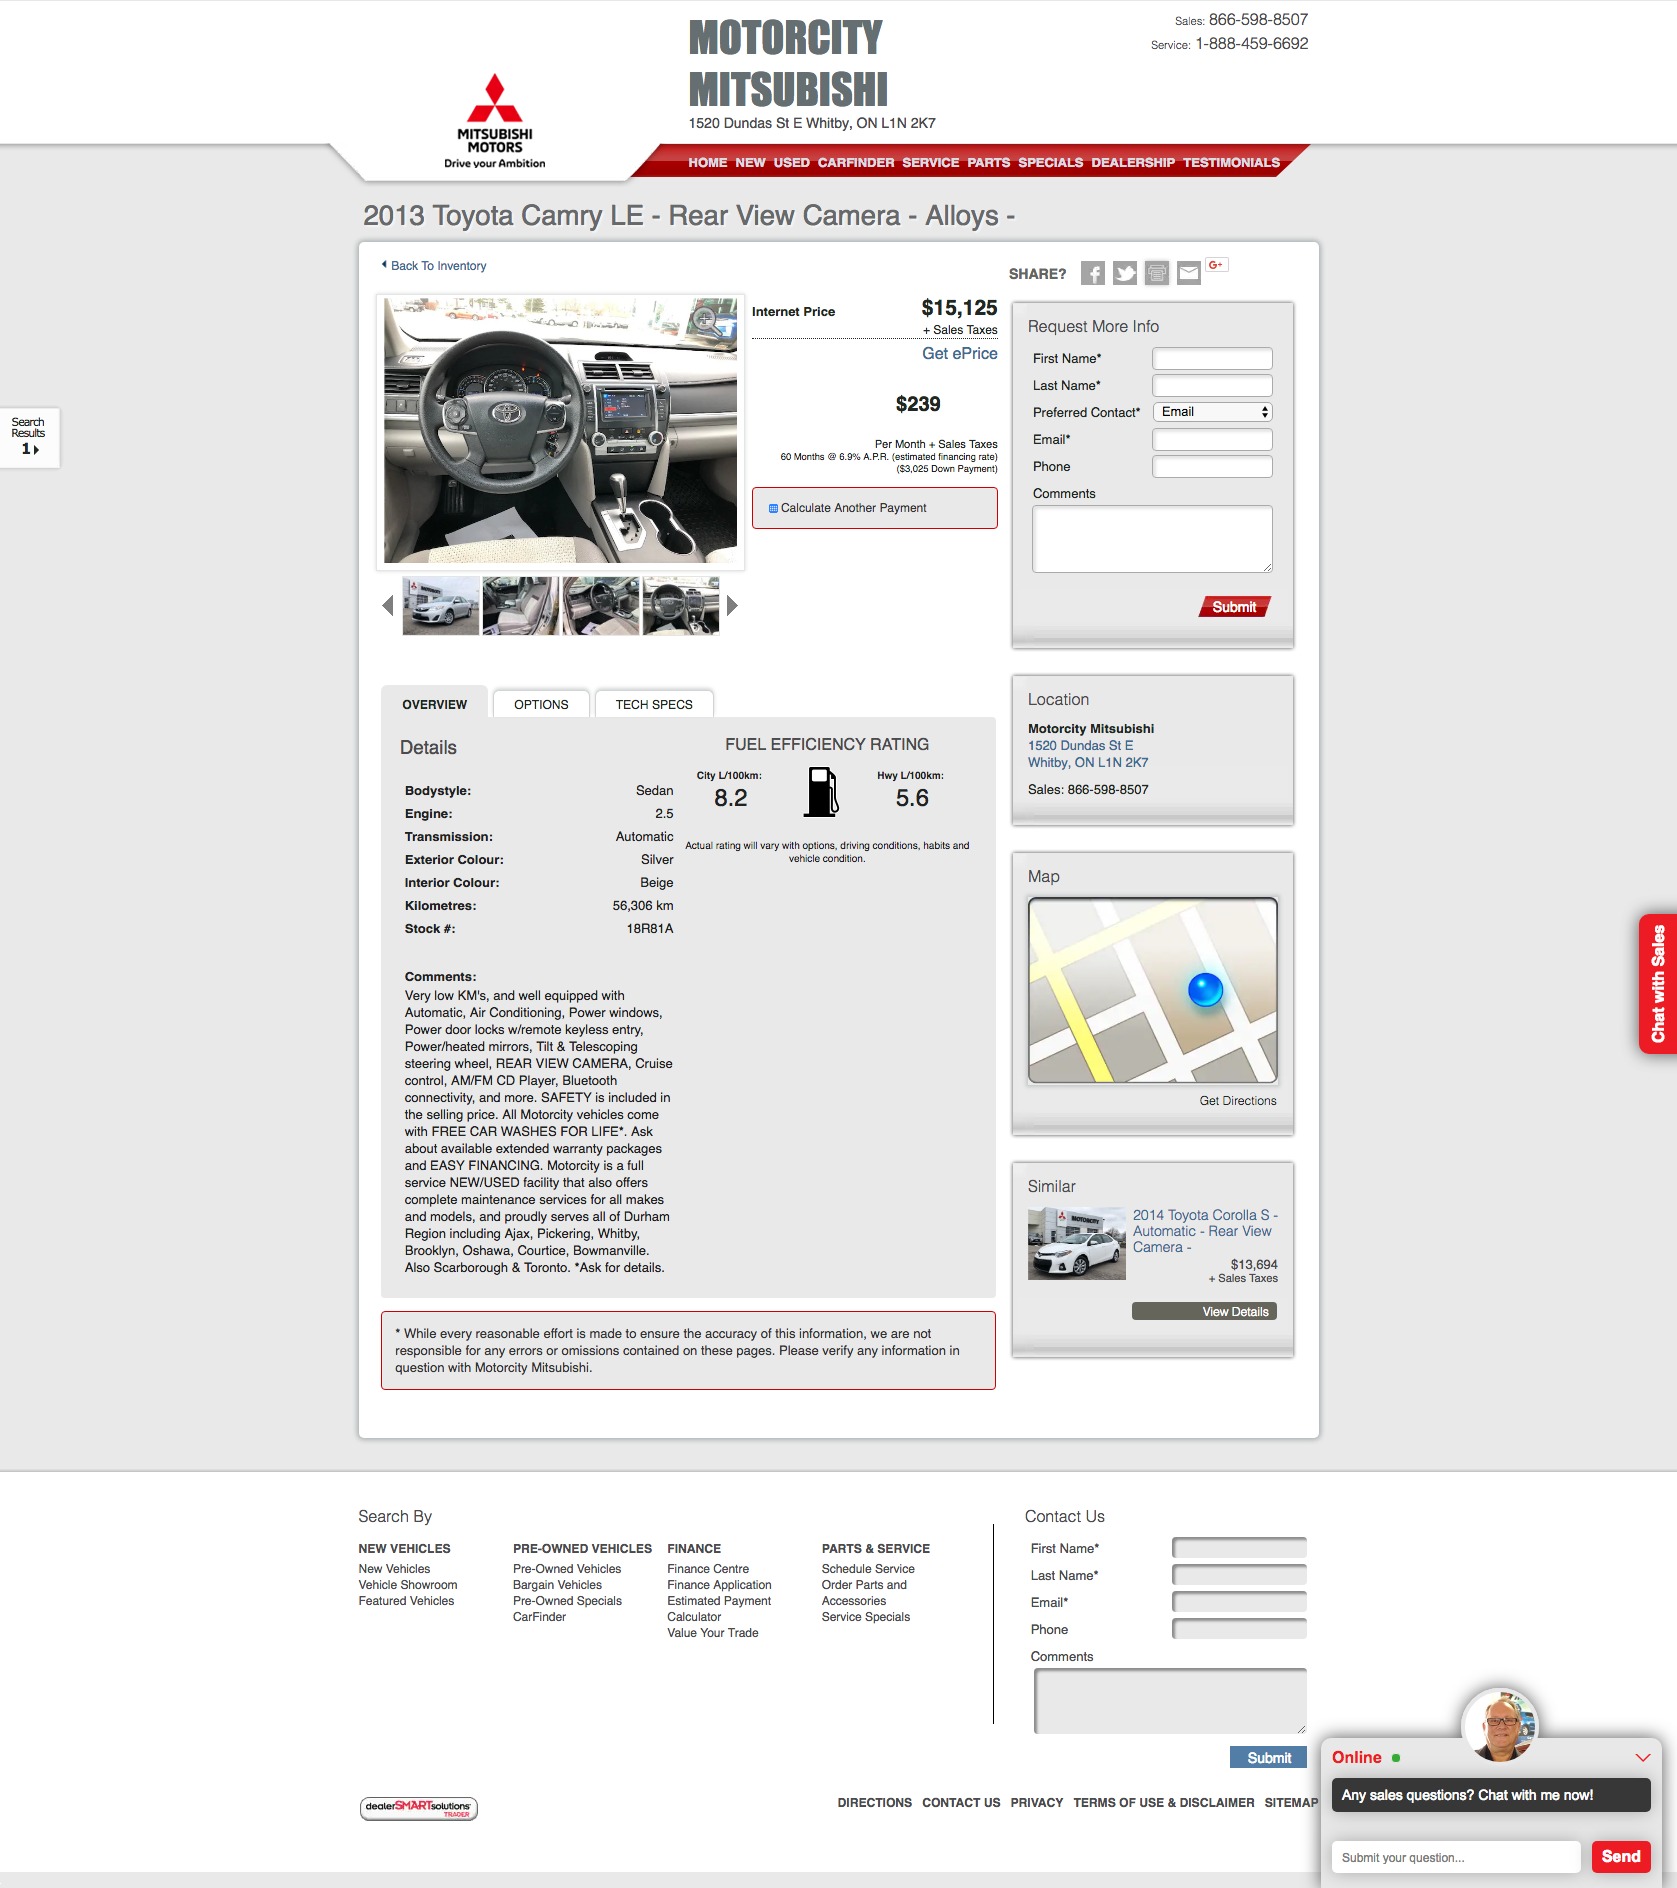 MOTORCITY
MITSUBISHI
1520 Dundas St E Whitby, ON L1N 2K7
Sales: 866-598-8507
Service: 1-888-459-6692
MITSUBISHI
MOTORS
Drive your Ambition
HOME NEW USED CARFINDER SERVICE PARTS SPECIALS DEALERSHIP TESTIMONIALS
2013 Toyota Camry LE - Rear View Camera - Alloys -
Back To Inventory
SHARE?
G+
Internet Price $15,125
+ Sales Taxes
Get ePrice
$239
Per Month + Sales Taxes
60 Months @ 6.9% A.P.R. (estimated financing rate)
($3,025 Down Payment)
Calculate Another Payment
Search
Results
1
Request More Info
First Name*
Last Name*
Preferred Contact* Email
Email*
Phone
Comments
Submit
OVERVIEW OPTIONS TECH SPECS
Details
Bodystyle: Sedan
Engine: 2.5
Transmission: Automatic
Exterior Colour: Silver
Interior Colour: Beige
Kilometres: 56,306 km
Stock #: 18R81A
FUEL EFFICIENCY RATING
City L/100km: Hwy L/100km:
8.2 5.6
Actual rating will vary with options, driving conditions, habits and
vehicle condition.
Comments:
Very low KM's, and well equipped with
Automatic, Air Conditioning, Power windows,
Power door locks w/remote keyless entry,
Power/heated mirrors, Tilt & Telescoping
steering wheel, REAR VIEW CAMERA, Cruise
control, AM/FM CD Player, Bluetooth
connectivity, and more. SAFETY is included in
the selling price. All Motorcity vehicles come
with FREE CAR WASHES FOR LIFE*. Ask
about available extended warranty packages
and EASY FINANCING. Motorcity is a full
service NEW/USED facility that also offers
complete maintenance services for all makes
and models, and proudly serves all of Durham
Region including Ajax, Pickering, Whitby,
Brooklyn, Oshawa, Courtice, Bowmanville.
Also Scarborough & Toronto. *Ask for details.
* While every reasonable effort is made to ensure the accuracy of this information, we are not
responsible for any errors or omissions contained on these pages. Please verify any information in
question with Motorcity Mitsubishi.
Location
Motorcity Mitsubishi
1520 Dundas St E
Whitby, ON L1N 2K7
Sales: 866-598-8507
Map
Get Directions
Similar
MOTORCITY
2014 Toyota Corolla S -
Automatic - Rear View
Camera -
$13,694
+ Sales Taxes
View Details
Chat with Sales
Search By
NEW VEHICLES
New Vehicles
Vehicle Showroom
Featured Vehicles
PRE-OWNED VEHICLES
Pre-Owned Vehicles
Bargain Vehicles
Pre-Owned Specials
CarFinder
FINANCE
Finance Centre
Finance Application
Estimated Payment
Calculator
Value Your Trade
PARTS & SERVICE
Schedule Service
Order Parts and
Accessories
Service Specials
Contact Us
First Name*
Last Name*
Email*
Phone
Comments
Submit
dealerSMARTsolutions
TRADER
DIRECTIONS CONTACT US PRIVACY TERMS OF USE & DISCLAIMER SITEMAP
Online
Any sales questions? Chat with me now!
Submit your question...
Send